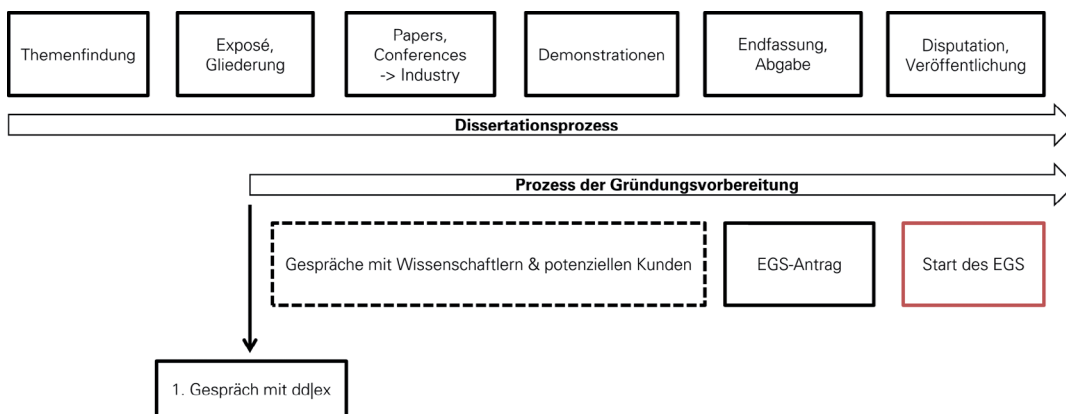 Themenfindung
Exposé,
Gliederung
Papers,
Conferences
-> Industry
Demonstrationen
Endfassung,
Abgabe
Disputation,
Veröffentlichung
Dissertationsprozess
Prozess der Gründungsvorbereitung
Gespräche mit Wissenschaftlern & potenziellen Kunden
EGS-Antrag
Start des EGS
1. Gespräch mit dd|ex